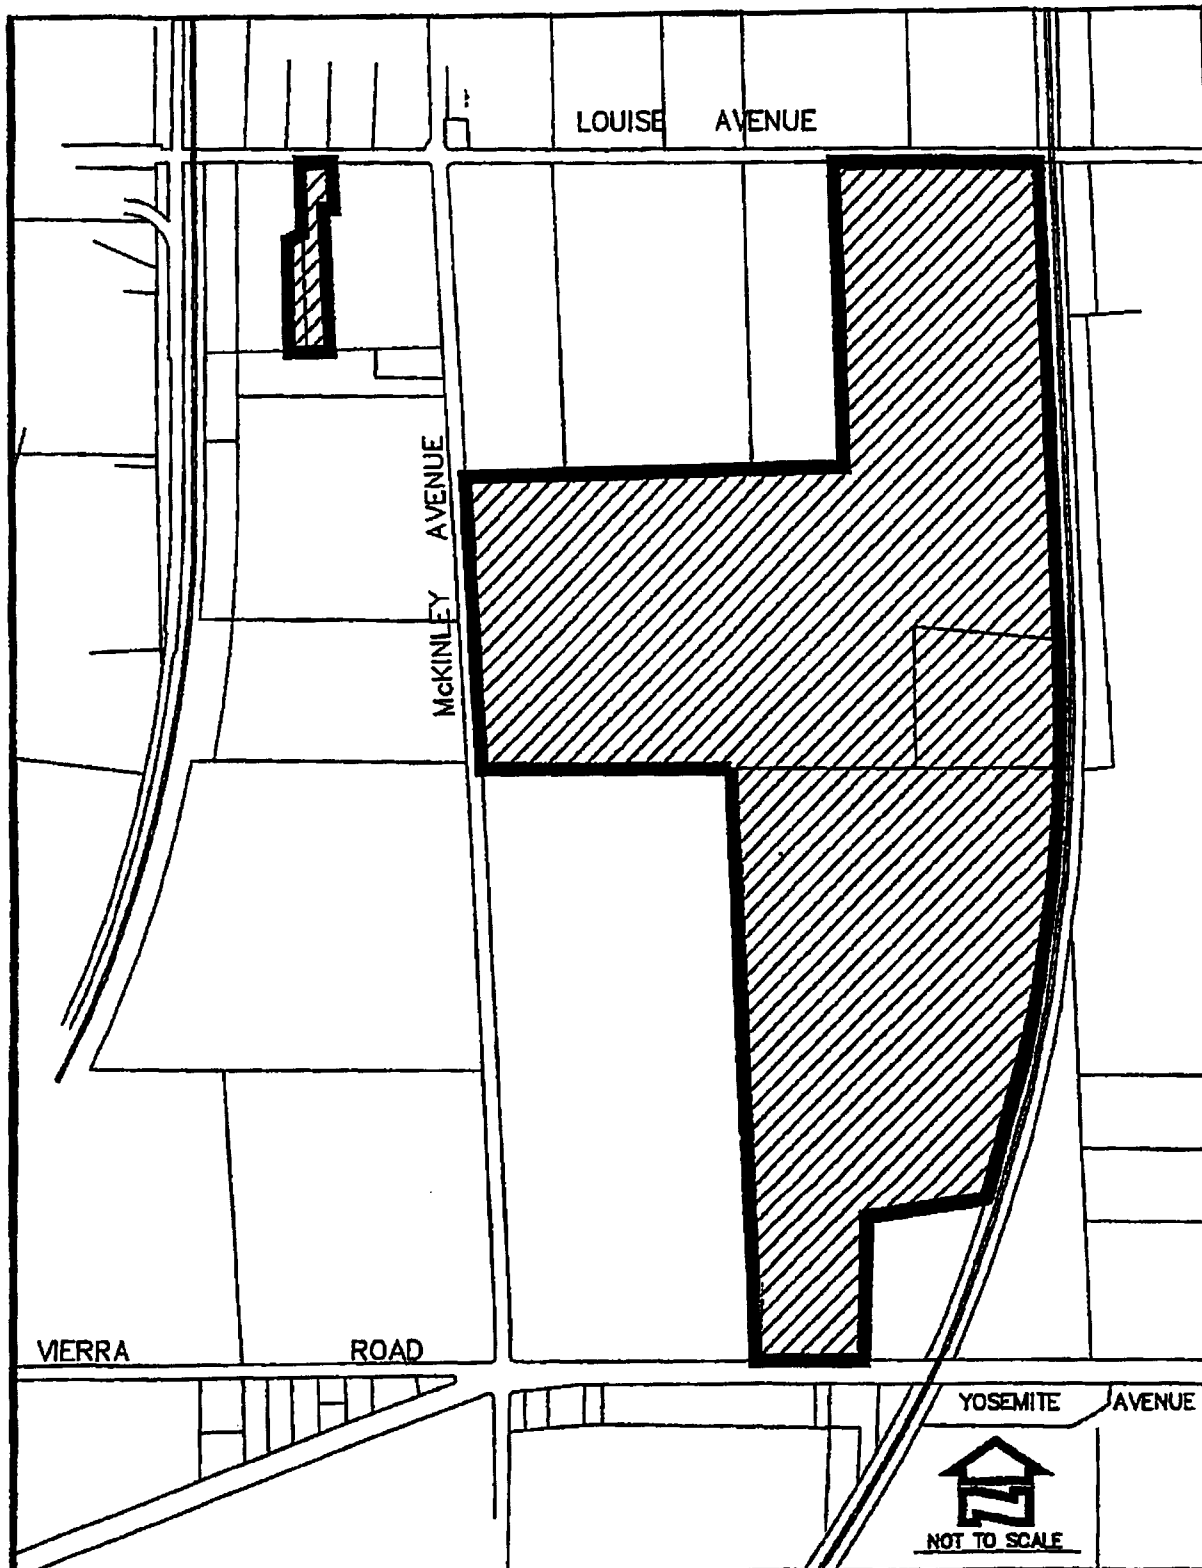 LOUISE AVENUE
McKINLEY AVENUE
VIERRA ROAD
YOSEMITE AVENUE
N
NOT TO SCALE